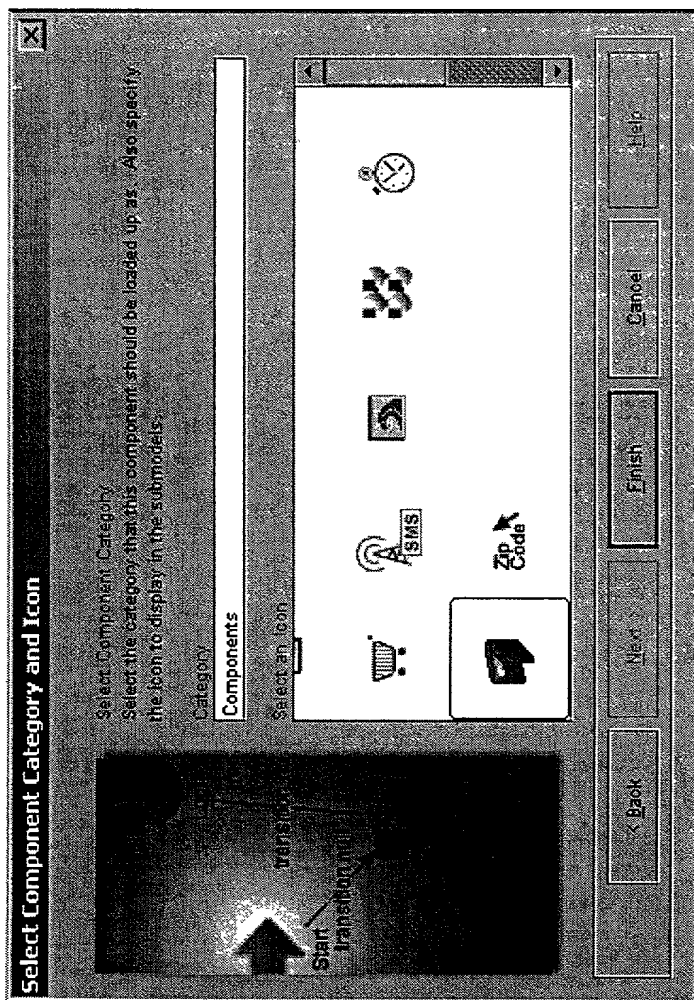 Select Component Category and Icon
Select Component Category
Select the category that this component should be loaded up as. Also specify
the icon to display in the submodels.
Category
Components
Select an icon
SMS
Zip
Code
Start
transition
< Back
Next
Finish
Cancel
Help